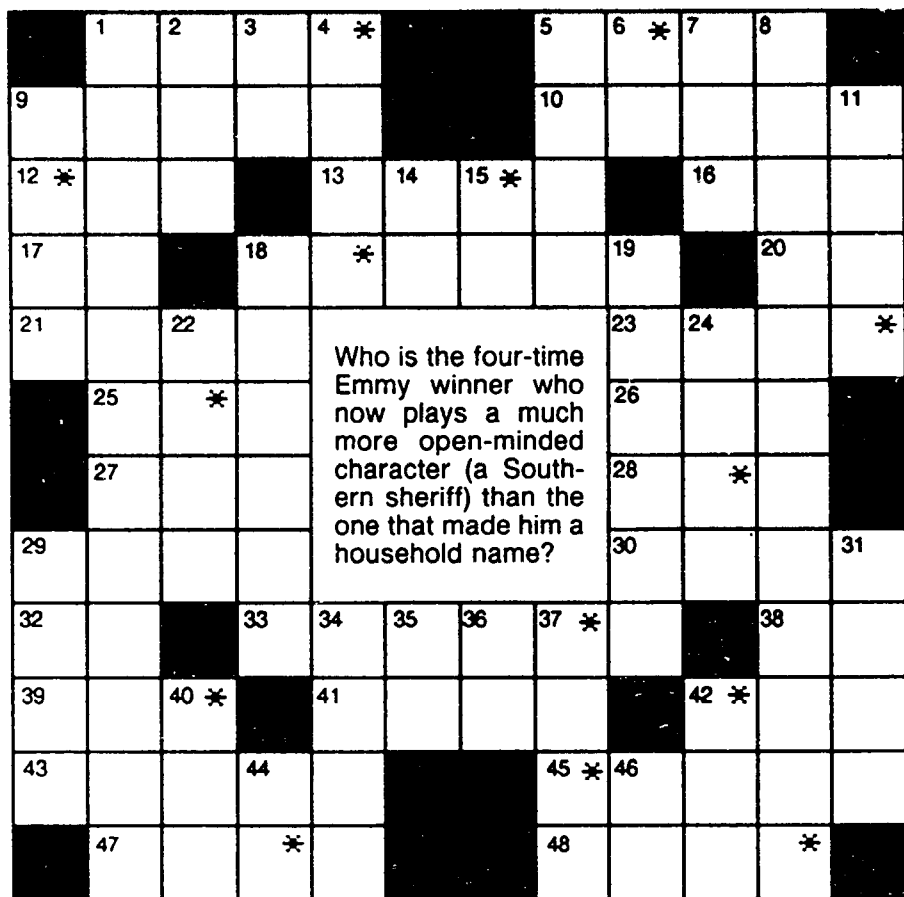 1 2 3 4 * 5 6 * 7 8
9 10 11
12 * 13 14 15 * 16
17 18 * 19 20
21 22 23 24 *
Who is the four-time
Emmy winner who
now plays a much
more open-minded
character (a South-
ern sheriff) than the
one that made him a
household name?
25 * 26
27 28 *
29 30 31
32 33 34 35 36 37 * 38
39 40 * 41 42 *
43 44 45 * 46
47 * 48 *